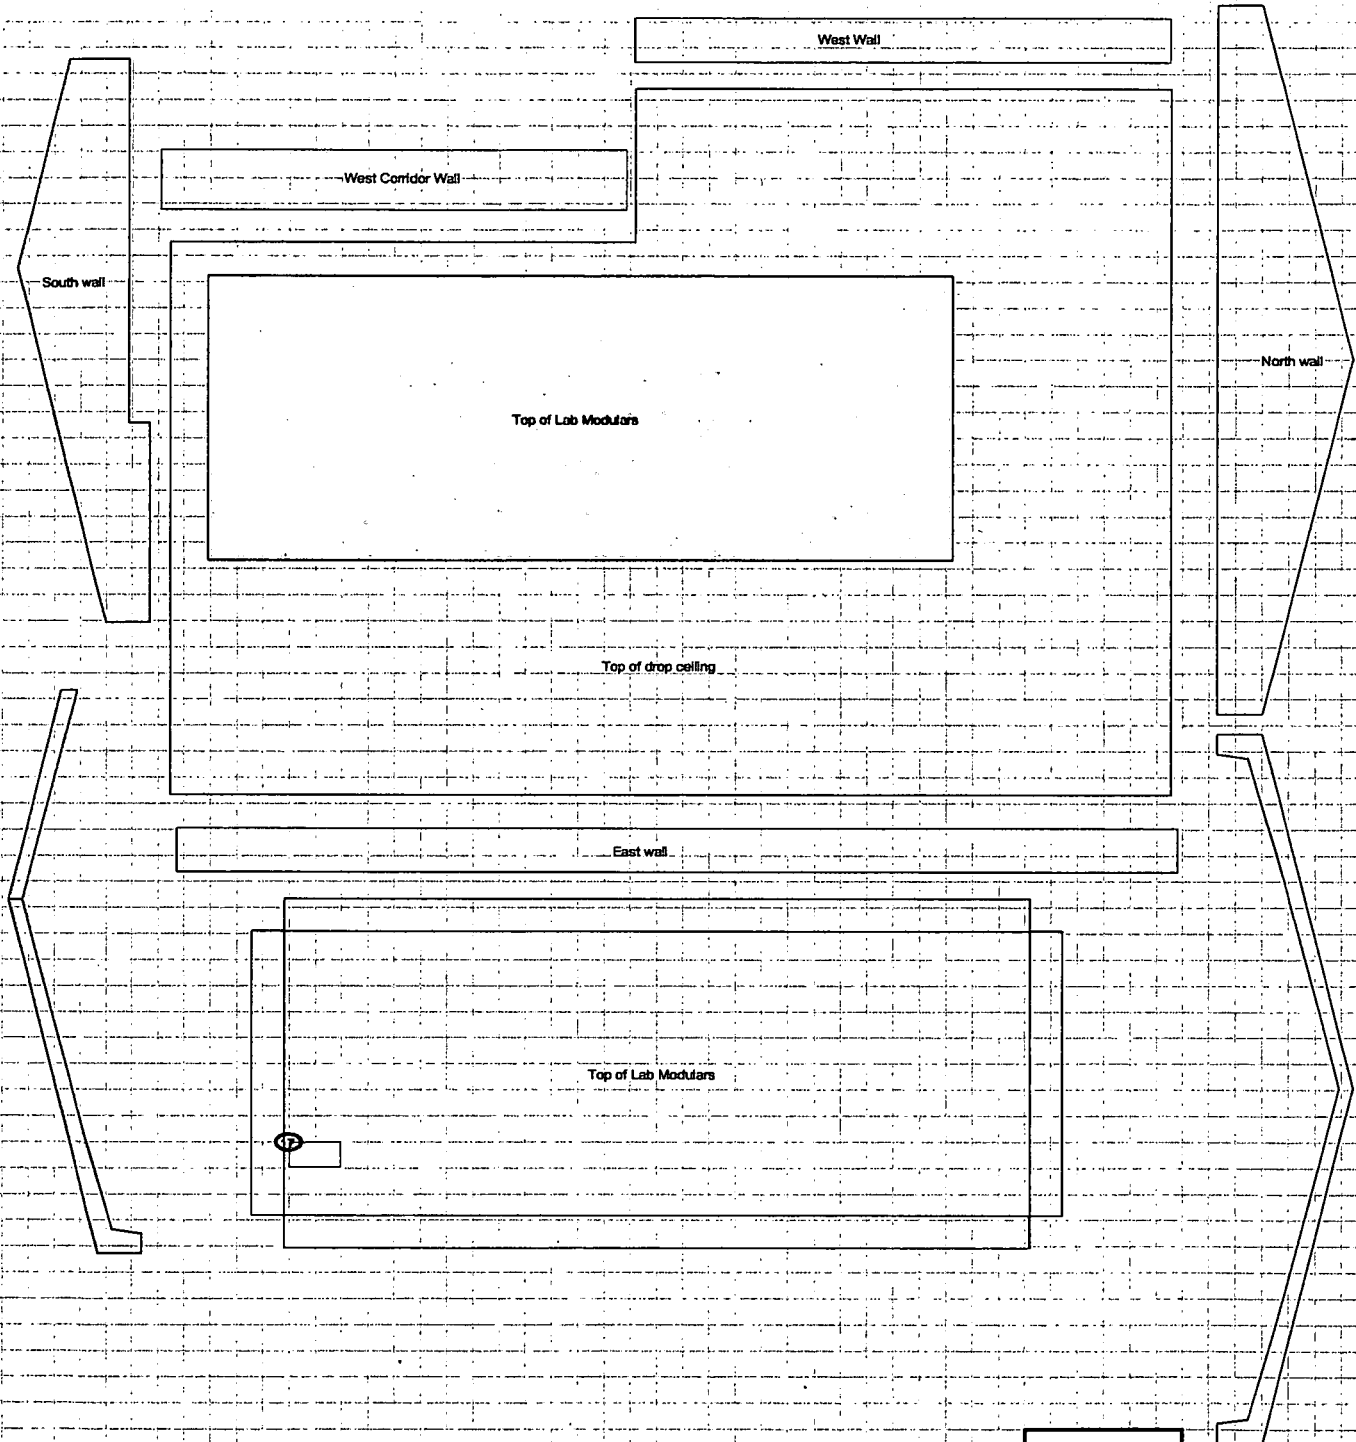 West Wall
West Corridor Wall
South wall
North wall
Top of Lab Modulars
Top of drop ceiling
East wall
Top of Lab Modulars
7